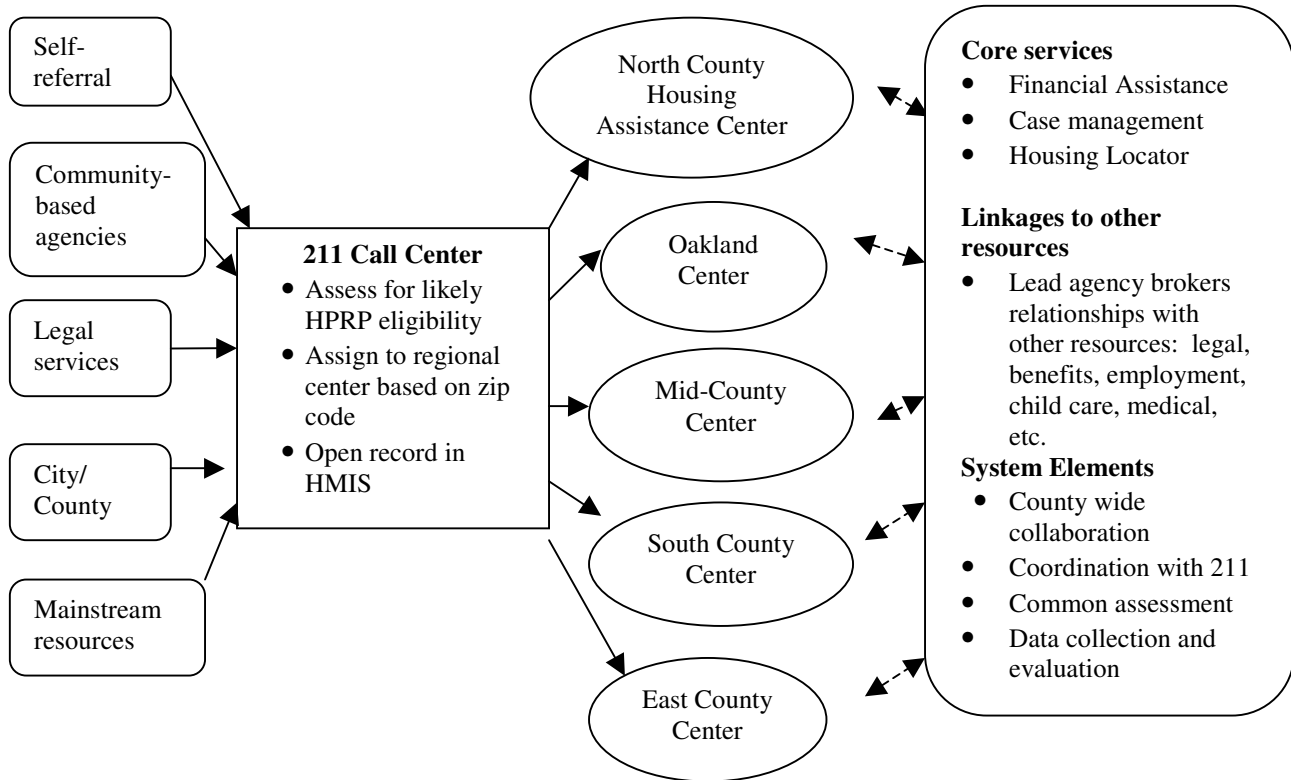 Self-
referral
Community-
based
agencies
Legal
services
City/
County
Mainstream
resources
211 Call Center
• Assess for likely
HPRP eligibility
• Assign to regional
center based on zip
code
• Open record in
HMIS
North County
Housing
Assistance Center
Oakland
Center
Mid-County
Center
South County
Center
East County
Center
Core services
• Financial Assistance
• Case management
• Housing Locator
Linkages to other
resources
• Lead agency brokers
relationships with
other resources: legal,
benefits, employment,
child care, medical,
etc.
System Elements
• County wide
collaboration
• Coordination with 211
• Common assessment
• Data collection and
evaluation